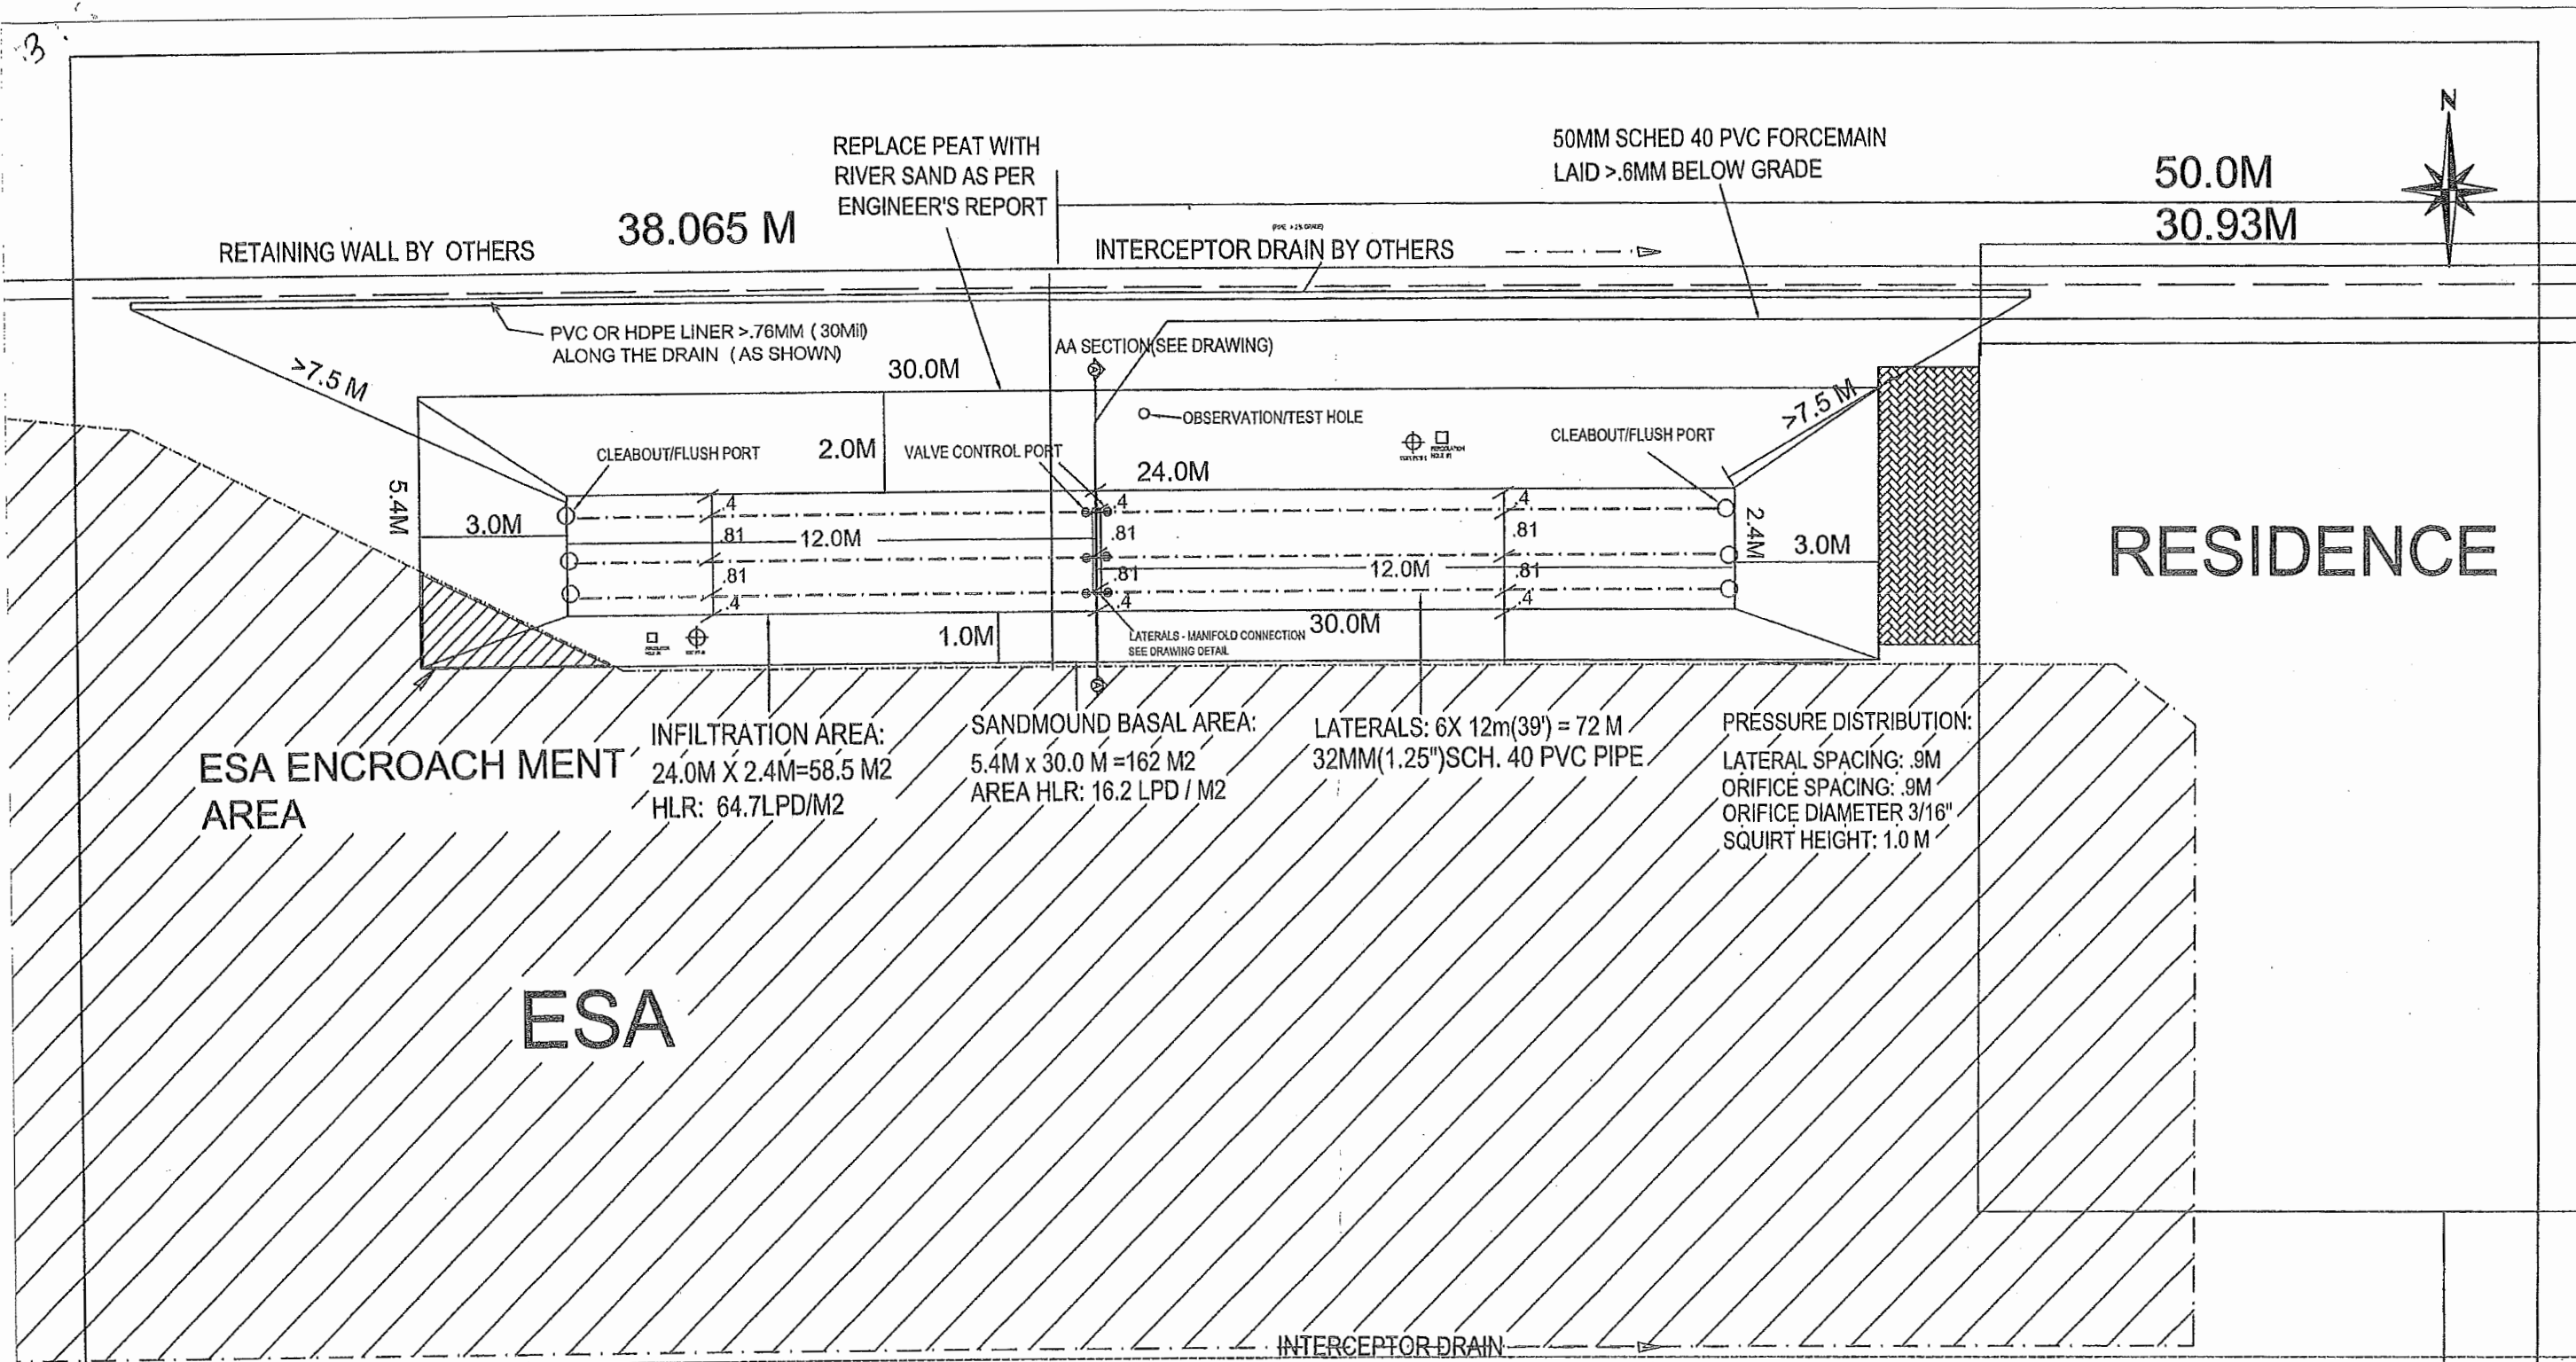 3
N
REPLACE PEAT WITH
RIVER SAND AS PER
ENGINEER'S REPORT
50MM SCHED 40 PVC FORCEMAIN
LAID >.6MM BELOW GRADE
50.0M
30.93M
38.065 M
RETAINING WALL BY OTHERS
INTERCEPTOR DRAIN BY OTHERS
PVC OR HDPE LINER >.76MM ( 30Mil)
ALONG THE DRAIN (AS SHOWN)
AA SECTION(SEE DRAWING)
>7.5 M
30.0M
A
>7.5 M
OBSERVATION/TEST HOLE
CLEABOUT/FLUSH PORT
2.0M
VALVE CONTROL PORT
CLEABOUT/FLUSH PORT
24.0M
5.4M
3.0M
.4
.81
12.0M
.81
.4
.4
.81
.81
.4
.4
.81
12.0M
.81
.4
2.4M
3.0M
RESIDENCE
1.0M
LATERALS - MANIFOLD CONNECTION
SEE DRAWING DETAIL
30.0M
A
ESA ENCROACH MENT
AREA
INFILTRATION AREA:
24.0M X 2.4M=58.5 M2
HLR: 64.7LPD/M2
SANDMOUND BASAL AREA:
5.4M x 30.0 M =162 M2
AREA HLR: 16.2 LPD / M2
LATERALS: 6X 12m(39') = 72 M
32MM(1.25")SCH. 40 PVC PIPE
PRESSURE DISTRIBUTION:
LATERAL SPACING: .9M
ORIFICE SPACING: .9M
ORIFICE DIAMETER 3/16"
SQUIRT HEIGHT: 1.0 M
ESA
INTERCEPTOR DRAIN